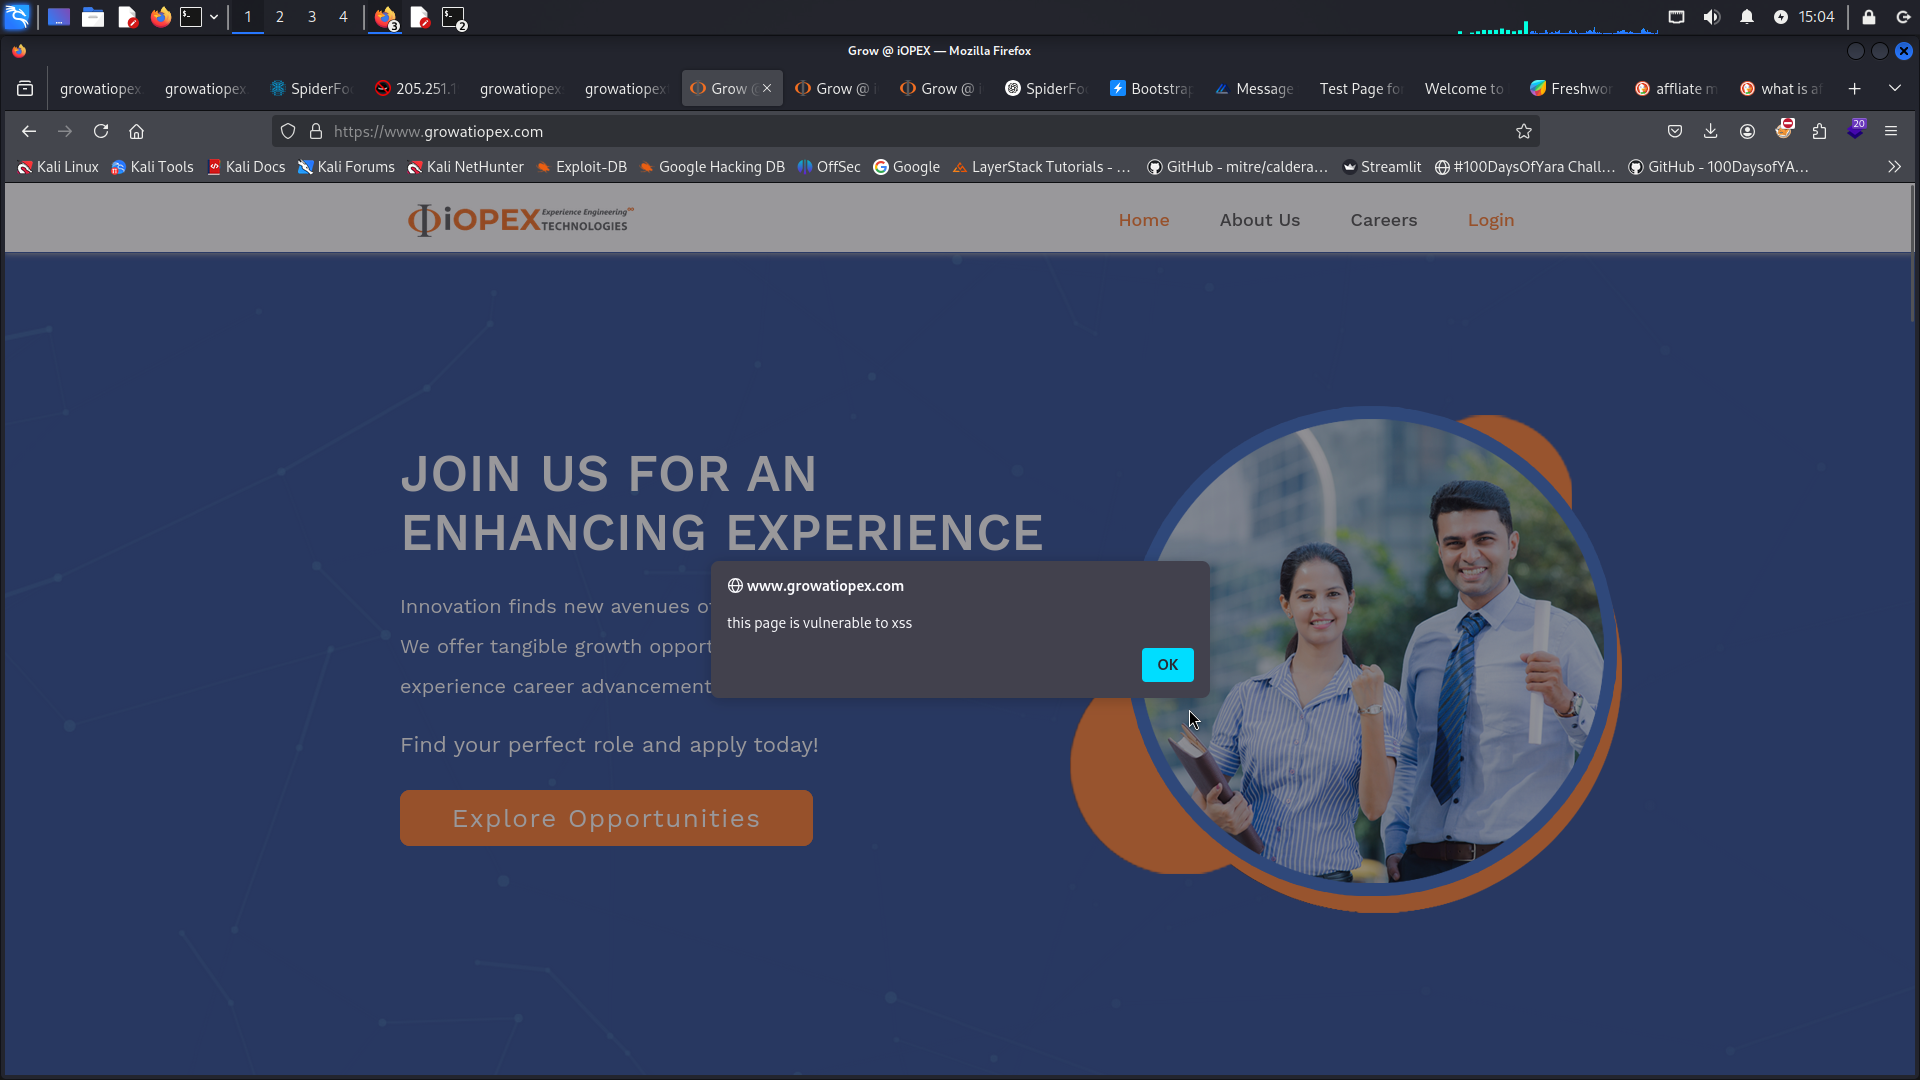 1 2 3 4 3 2 15:04
Grow @ iOPEX — Mozilla Firefox
growatiopex growatiopex SpiderFo 205.251.1 growatiopex growatiopex Grow @ Grow @ i Grow @ i SpiderFo Bootstrap Message Test Page fo Welcome to Freshwor affliate m what is af
https://www.growatiopex.com 20
Kali Linux Kali Tools Kali Docs Kali Forums Kali NetHunter Exploit-DB Google Hacking DB OffSec Google LayerStack Tutorials - … GitHub - mitre/caldera… Streamlit #100DaysOfYara Chall… GitHub - 100DaysofYA…
iOPEX Experience Engineering TECHNOLOGIES
Home About Us Careers Login
JOIN US FOR AN
ENHANCING EXPERIENCE
Innovation finds new avenues o
We offer tangible growth opport
experience career advancement
Find your perfect role and apply today!
Explore Opportunities
www.growatiopex.com
this page is vulnerable to xss
OK